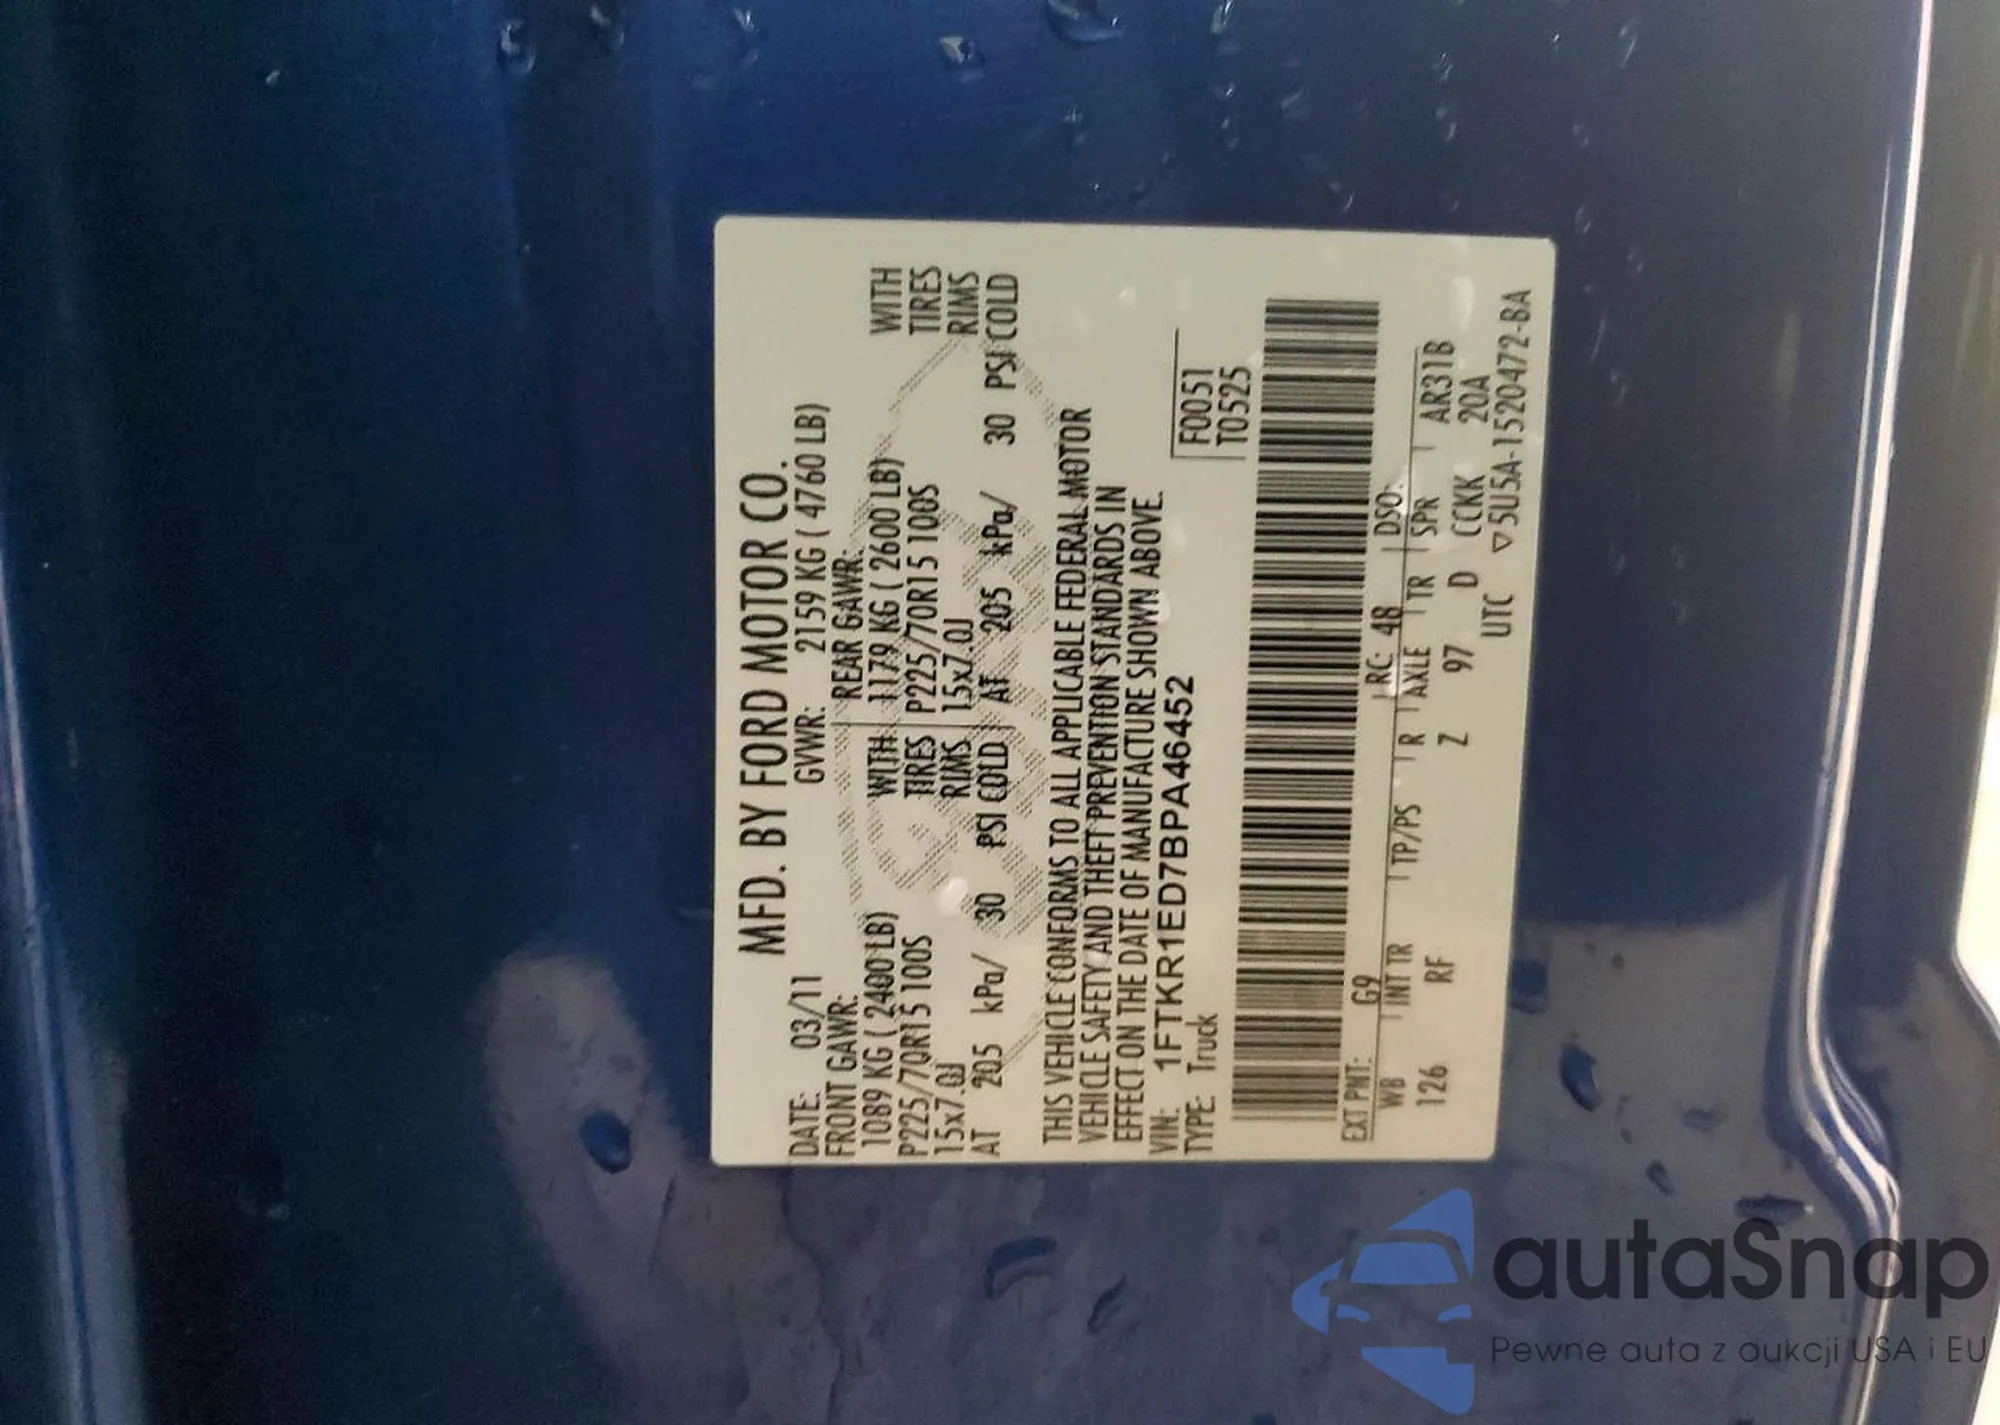 MFD. BY FORD MOTOR CO.
DATE: 03/11 GVWR: 2159 KG ( 4760 LB)
FRONT GAWR: REAR GAWR:
1089 KG ( 2400 LB) WITH 1179 KG ( 2600 LB) WITH
P225/70R15 100S TIRES P225/70R15 100S TIRES
15x7.0J RIMS 15x7.0J RIMS
AT 205 kPa/ 30 PSI COLD AT 205 kPa/ 30 PSI COLD
THIS VEHICLE CONFORMS TO ALL APPLICABLE FEDERAL MOTOR
VEHICLE SAFETY AND THEFT PREVENTION STANDARDS IN
EFFECT ON THE DATE OF MANUFACTURE SHOWN ABOVE.
VIN: 1FTKR1ED7BPA46452 F0051
TYPE: Truck T0525
EXT PNT: G9 RC: 48 DSO:
WB INT TR TP/PS R AXLE TR SPR AR31B
126 RF Z 97 D CCKK 20A
UTC ▽5U5A-1520472-BA
autaSnap
Pewne auta z aukcji USA i EU